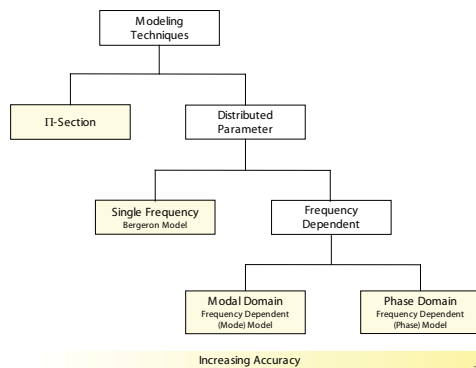 Modeling
Techniques
Π-Section
Distributed
Parameter
Single Frequency
Bergeron Model
Frequency
Dependent
Modal Domain
Frequency Dependent
(Mode) Model
Phase Domain
Frequency Dependent
(Phase) Model
Increasing Accuracy